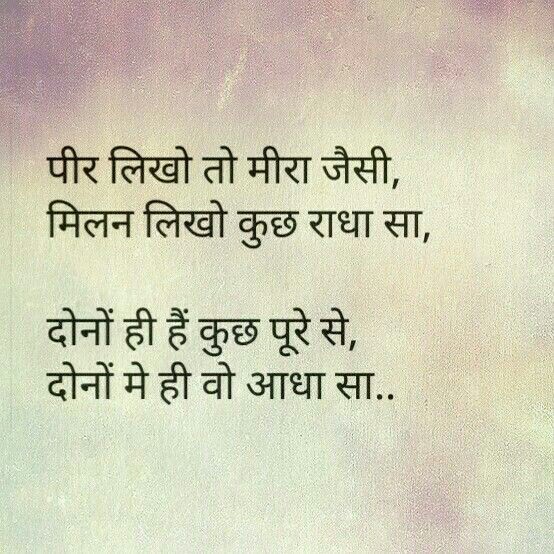 पीर लिखो तो मीरा जैसी,
मिलन लिखो कुछ राधा सा,
दोनों ही हैं कुछ पूरे से,
दोनों मे ही वो आधा सा..